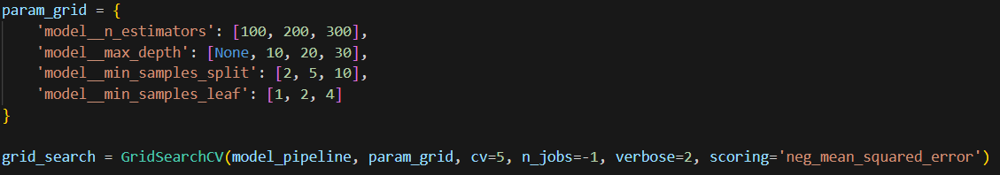 param_grid = {
    'model__n_estimators': [100, 200, 300],
    'model__max_depth': [None, 10, 20, 30],
    'model__min_samples_split': [2, 5, 10],
    'model__min_samples_leaf': [1, 2, 4]
}
grid_search = GridSearchCV(model_pipeline, param_grid, cv=5, n_jobs=-1, verbose=2, scoring='neg_mean_squared_error')